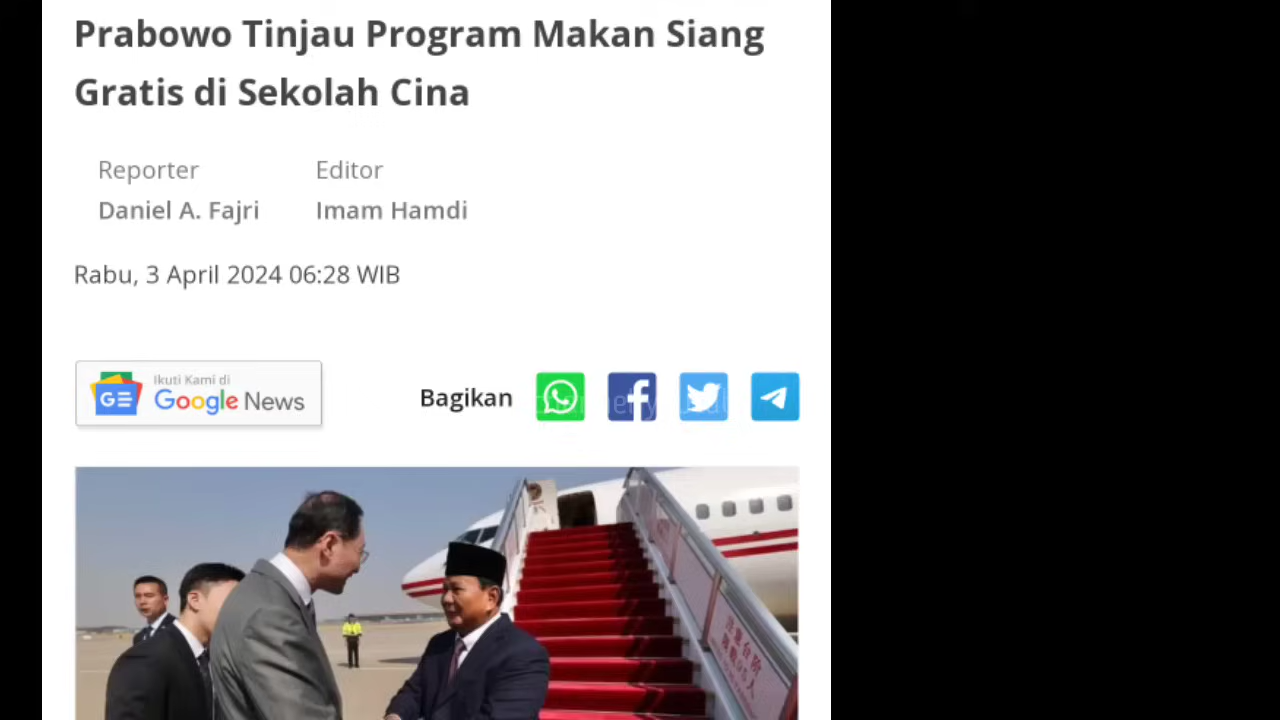 Prabowo Tinjau Program Makan Siang
Gratis di Sekolah Cina
Reporter
Editor
Daniel A. Fajri
Imam Hamdi
Rabu, 3 April 2024 06:28 WIB
Ikuti Kami di
GE Google News
Bagikan